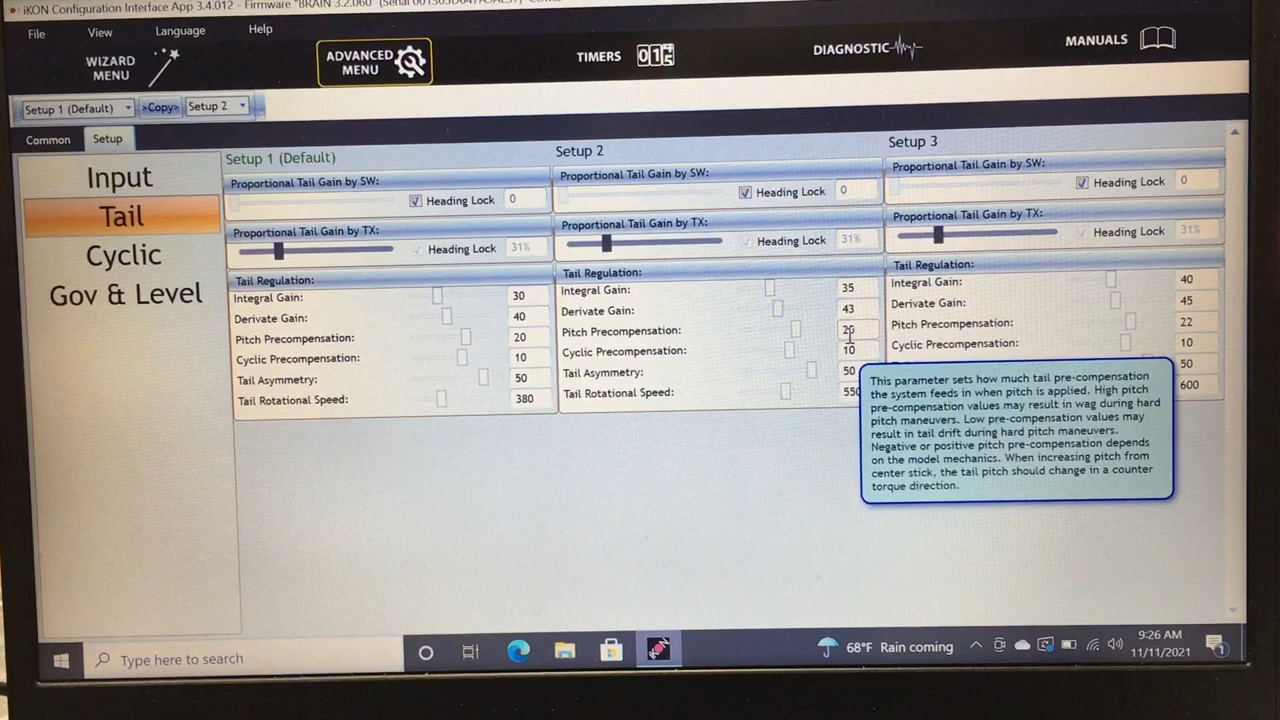 iKON Configuration Interface App 3.4.012 - Firmware "BRAIN 3.2.060"
File View Language Help
WIZARD MENU
ADVANCED MENU
TIMERS
DIAGNOSTIC
MANUALS
Setup 1 (Default) >Copy> Setup 2
Common Setup
Input
Tail
Cyclic
Gov & Level
Setup 1 (Default)
Proportional Tail Gain by SW:
Heading Lock 0
Proportional Tail Gain by TX:
Heading Lock 31%
Tail Regulation:
Integral Gain: 30
Derivate Gain: 40
Pitch Precompensation: 20
Cyclic Precompensation: 10
Tail Asymmetry: 50
Tail Rotational Speed: 380
Setup 2
Proportional Tail Gain by SW:
Heading Lock 0
Proportional Tail Gain by TX:
Heading Lock 31%
Tail Regulation:
Integral Gain: 35
Derivate Gain: 43
Pitch Precompensation:
Cyclic Precompensation: 10
Tail Asymmetry: 50
Tail Rotational Speed: 550
Setup 3
Proportional Tail Gain by SW:
Heading Lock 0
Proportional Tail Gain by TX:
Heading Lock 31%
Tail Regulation:
Integral Gain: 40
Derivate Gain: 45
Pitch Precompensation: 22
Cyclic Precompensation: 10
50
600
This parameter sets how much tail pre-compensation
the system feeds in when pitch is applied. High pitch
pre-compensation values may result in wag during hard
pitch maneuvers. Low pre-compensation values may
result in tail drift during hard pitch maneuvers.
Negative or positive pitch pre-compensation depends
on the model mechanics. When increasing pitch from
center stick, the tail pitch should change in a counter
torque direction.
Type here to search
68°F Rain coming
9:26 AM
11/11/2021
1